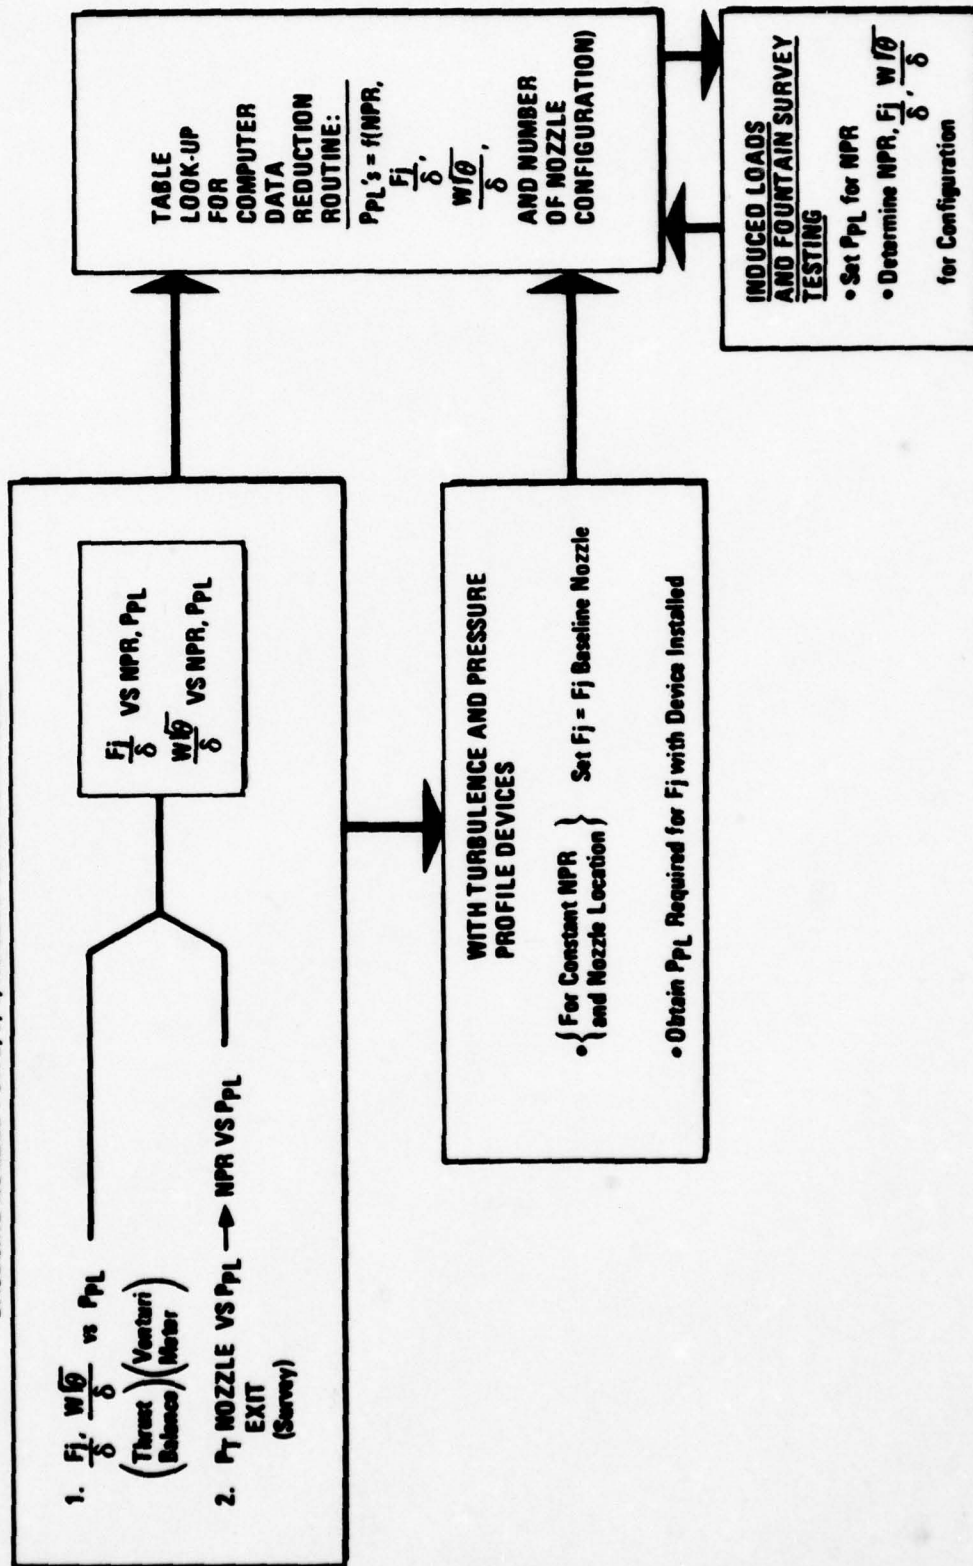 1. Fj/δ, W√θ/δ vs PPL
(Thrust Balance) (Venturi Meter)
2. PT NOZZLE VS PPL → NPR VS PPL
EXIT
(Survey)
Fj/δ VS NPR, PPL
W√θ/δ VS NPR, PPL
WITH TURBULENCE AND PRESSURE
PROFILE DEVICES
• {For Constant NPR
and Nozzle Location} Set Fj = Fj Baseline Nozzle
• Obtain PPL Required for Fj with Device Installed
TABLE
LOOK-UP
FOR
COMPUTER
DATA
REDUCTION
ROUTINE:
PPL's = f(NPR,
Fj/δ,
W√θ/δ,
AND NUMBER
OF NOZZLE
CONFIGURATION)
INDUCED LOADS
AND FOUNTAIN SURVEY
TESTING
• Set PPL for NPR
• Determine NPR, Fj/δ, W√θ/δ
for Configuration